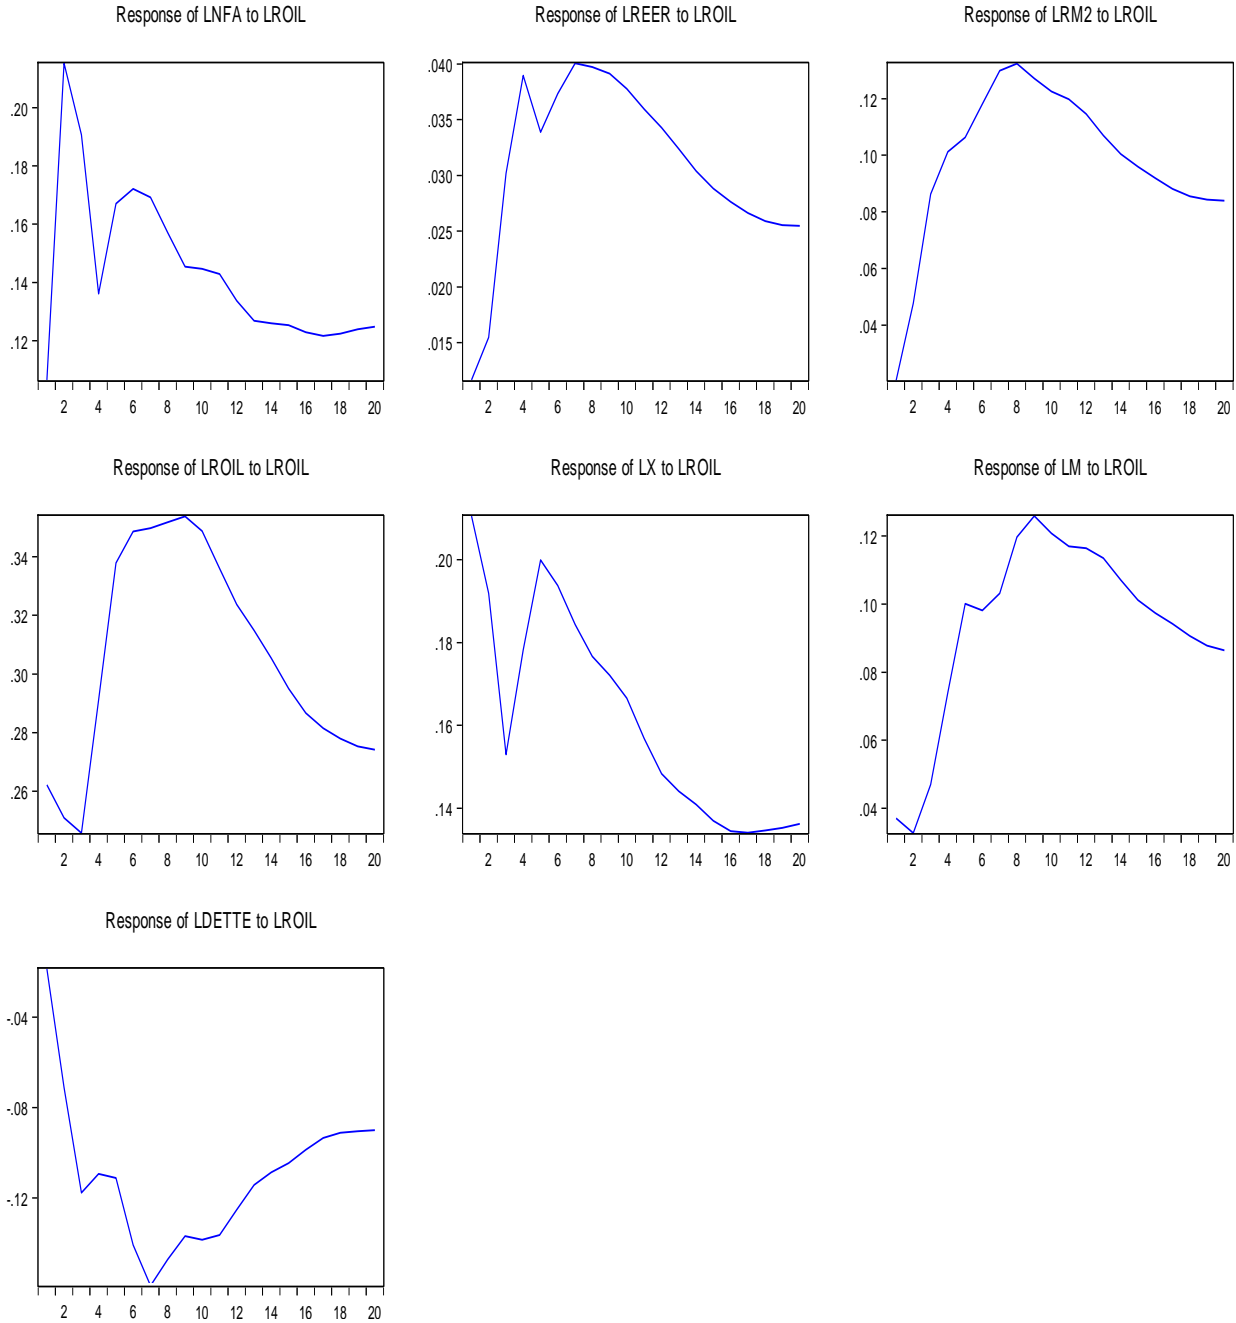 Response of LNFA to LROIL
.20
.18
.16
.14
.12
2 4 6 8 10 12 14 16 18 20
Response of LREER to LROIL
.040
.035
.030
.025
.020
.015
2 4 6 8 10 12 14 16 18 20
Response of LRM2 to LROIL
.12
.10
.08
.06
.04
2 4 6 8 10 12 14 16 18 20
Response of LROIL to LROIL
.34
.32
.30
.28
.26
2 4 6 8 10 12 14 16 18 20
Response of LX to LROIL
.20
.18
.16
.14
2 4 6 8 10 12 14 16 18 20
Response of LM to LROIL
.12
.10
.08
.06
.04
2 4 6 8 10 12 14 16 18 20
Response of LDETTE to LROIL
-.04
-.08
-.12
2 4 6 8 10 12 14 16 18 20